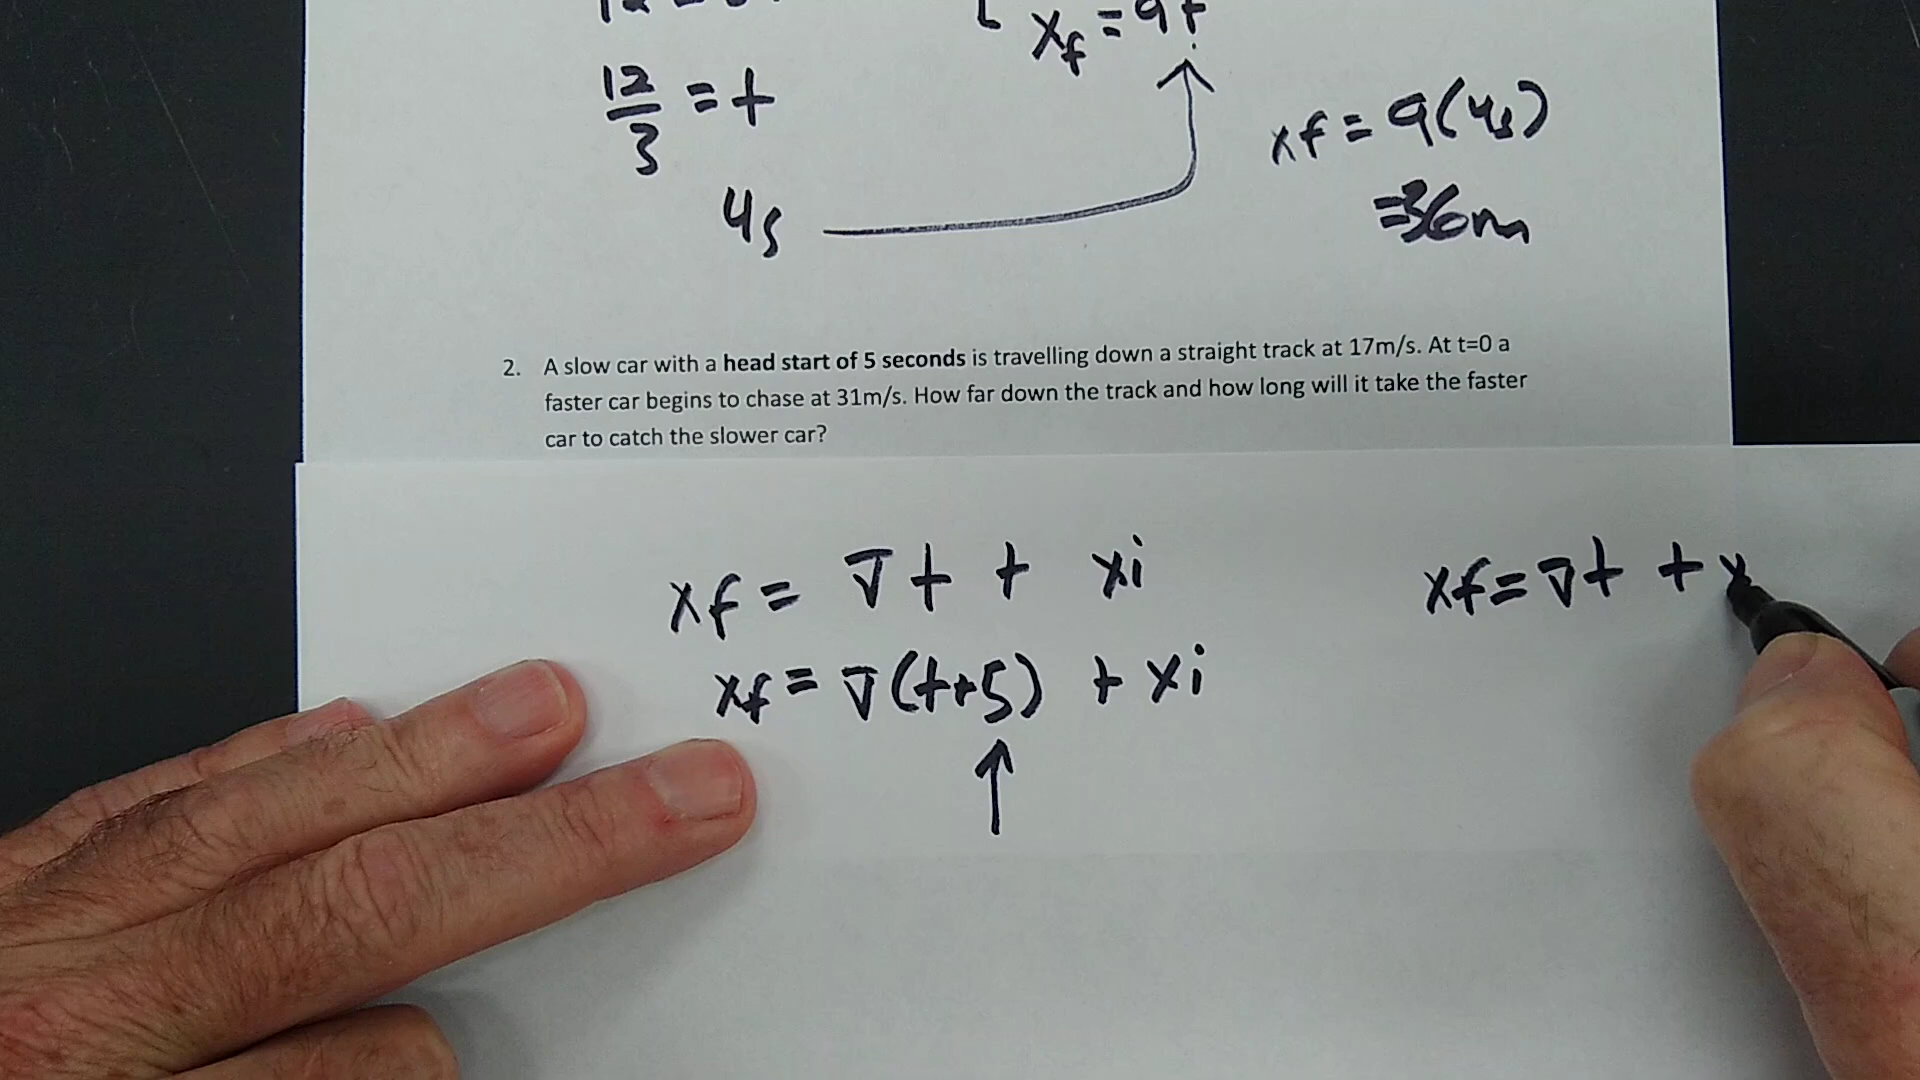 xf = 9t
12/3 = t
xf = 9(4s)
4s
=36m
2. A slow car with a head start of 5 seconds is travelling down a straight track at 17m/s. At t=0 a
faster car begins to chase at 31m/s. How far down the track and how long will it take the faster
car to catch the slower car?
xf = v̄t + xi
xf = v̄t + x
xf = v̄(t+5) + xi